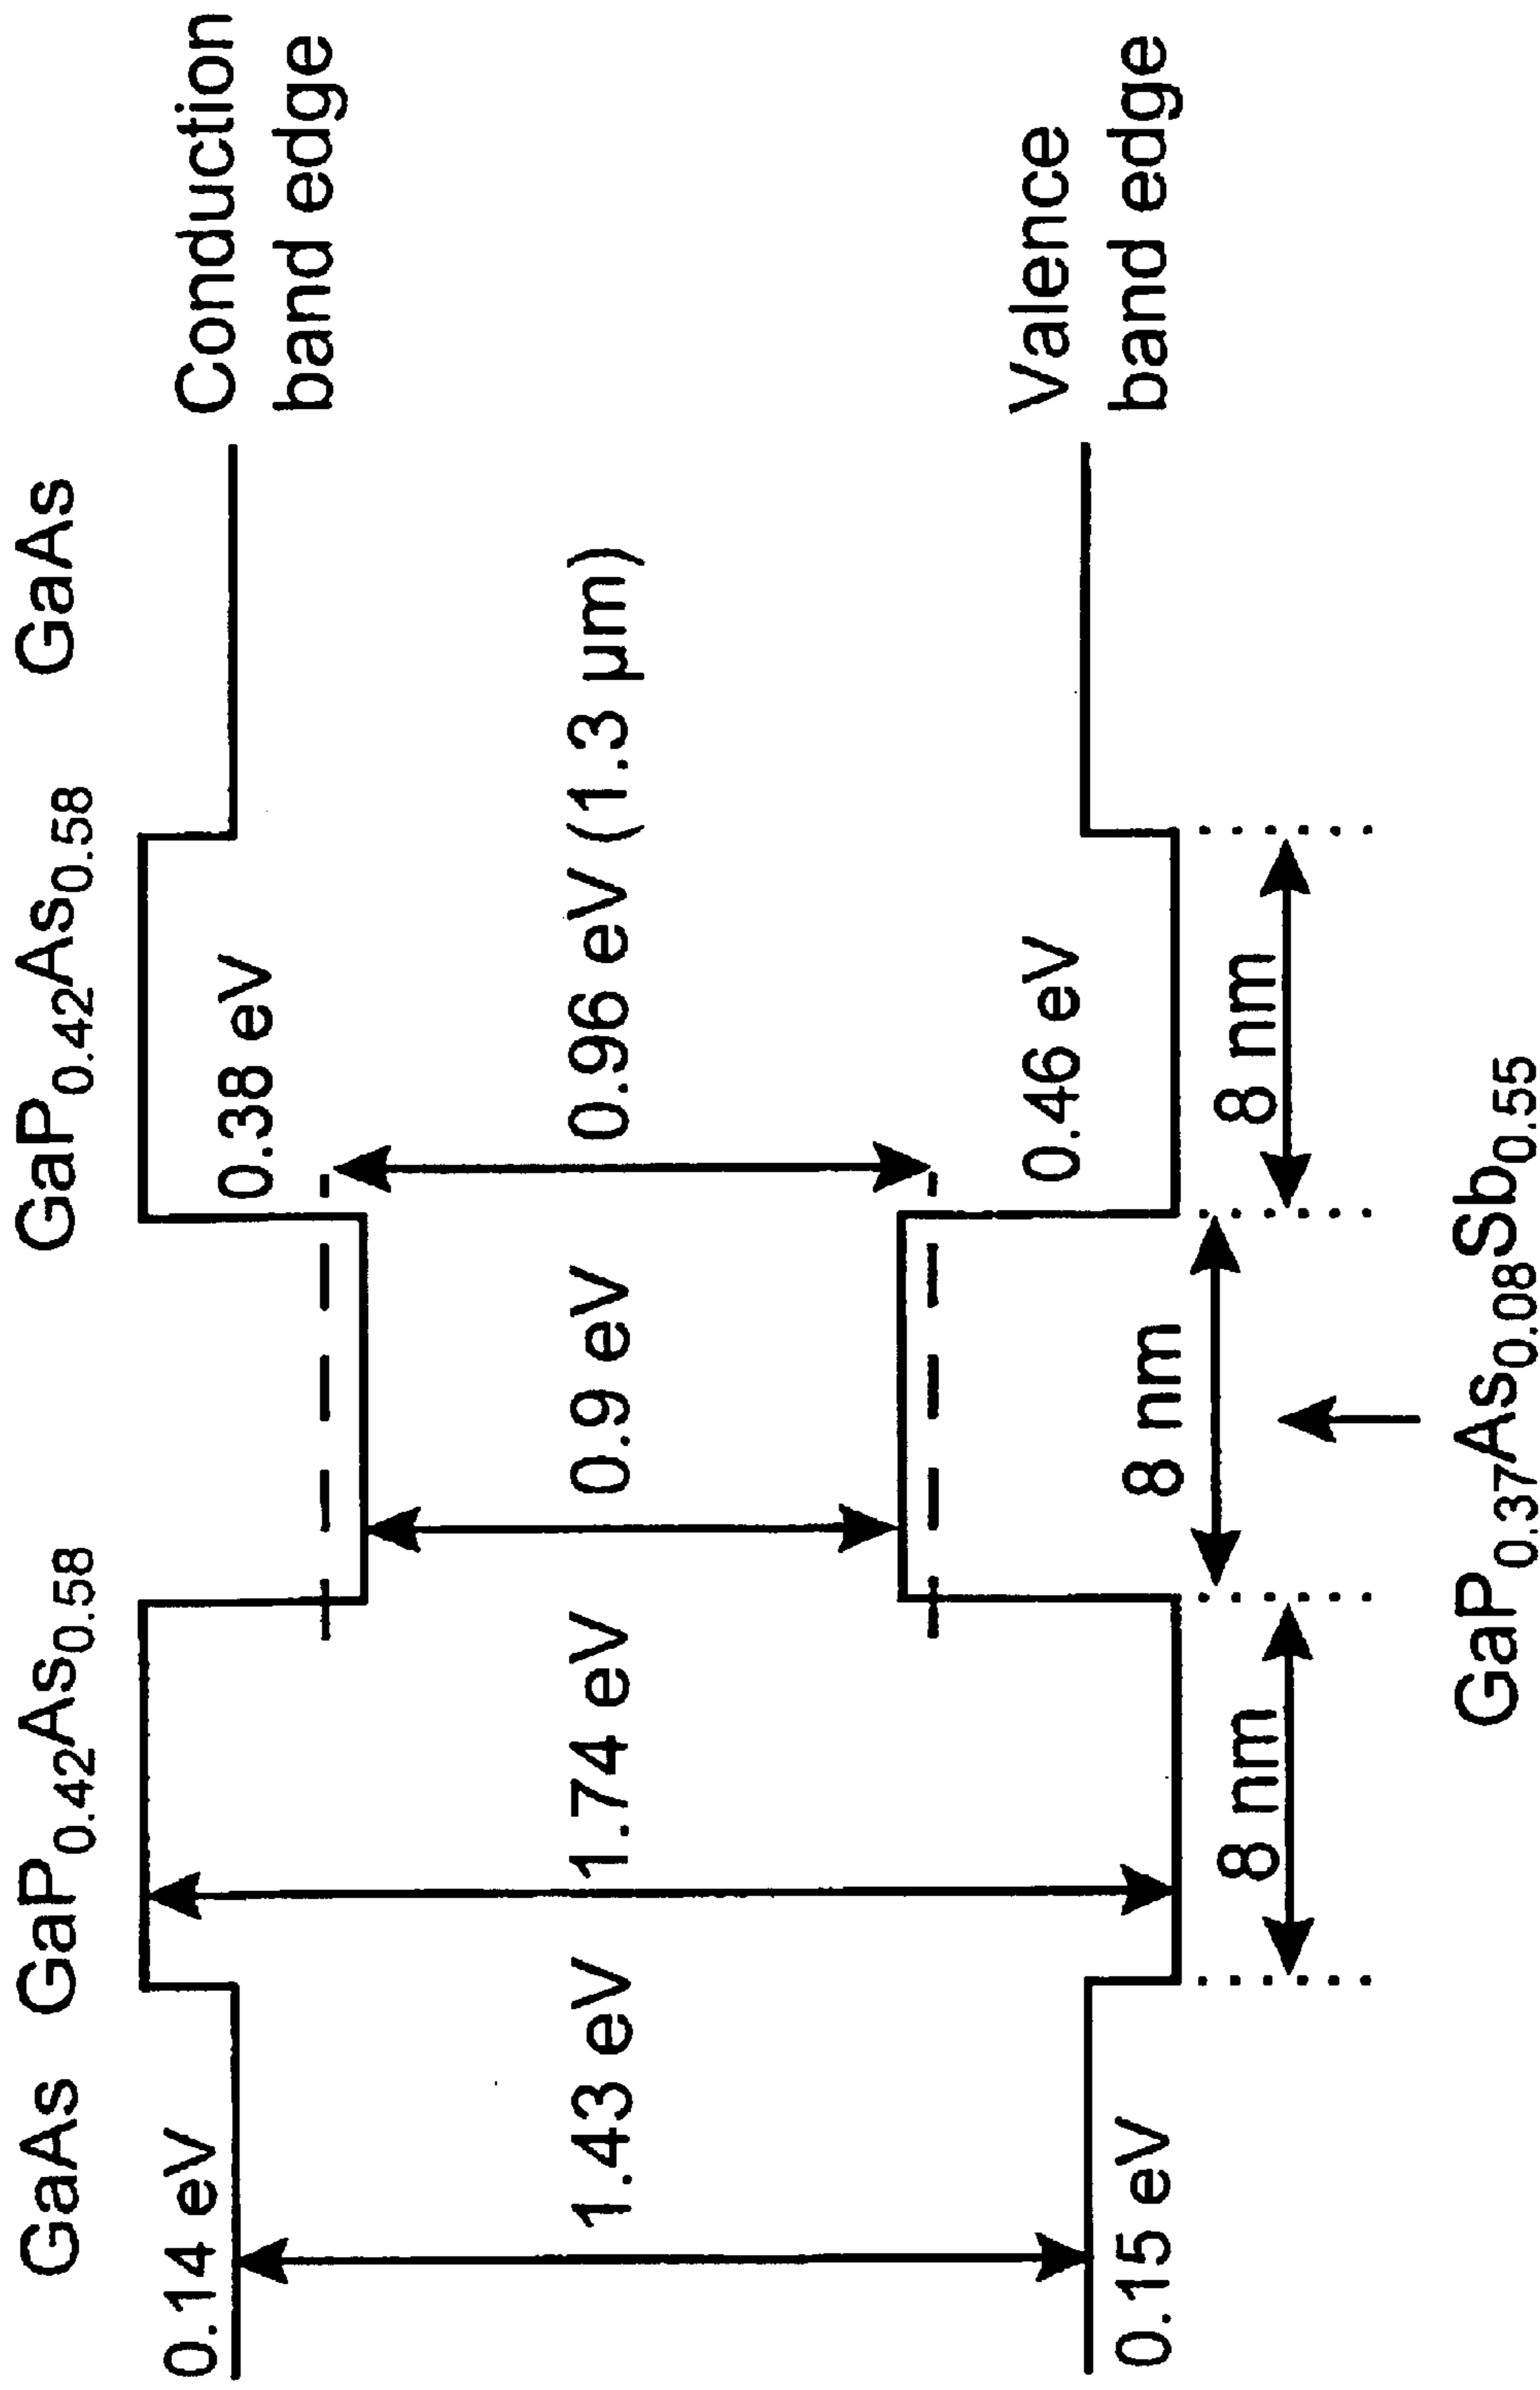 GaAs GaP0.42As0.58 GaP0.42As0.58 GaAs
0.14 eV
0.38 eV
Conduction
band edge
1.43 eV 1.74 eV 0.9 eV 0.96 eV (1.3 µm)
0.15 eV
0.46 eV
Valence
band edge
8 nm
8 nm
8 nm
GaP0.37As0.08Sb0.55